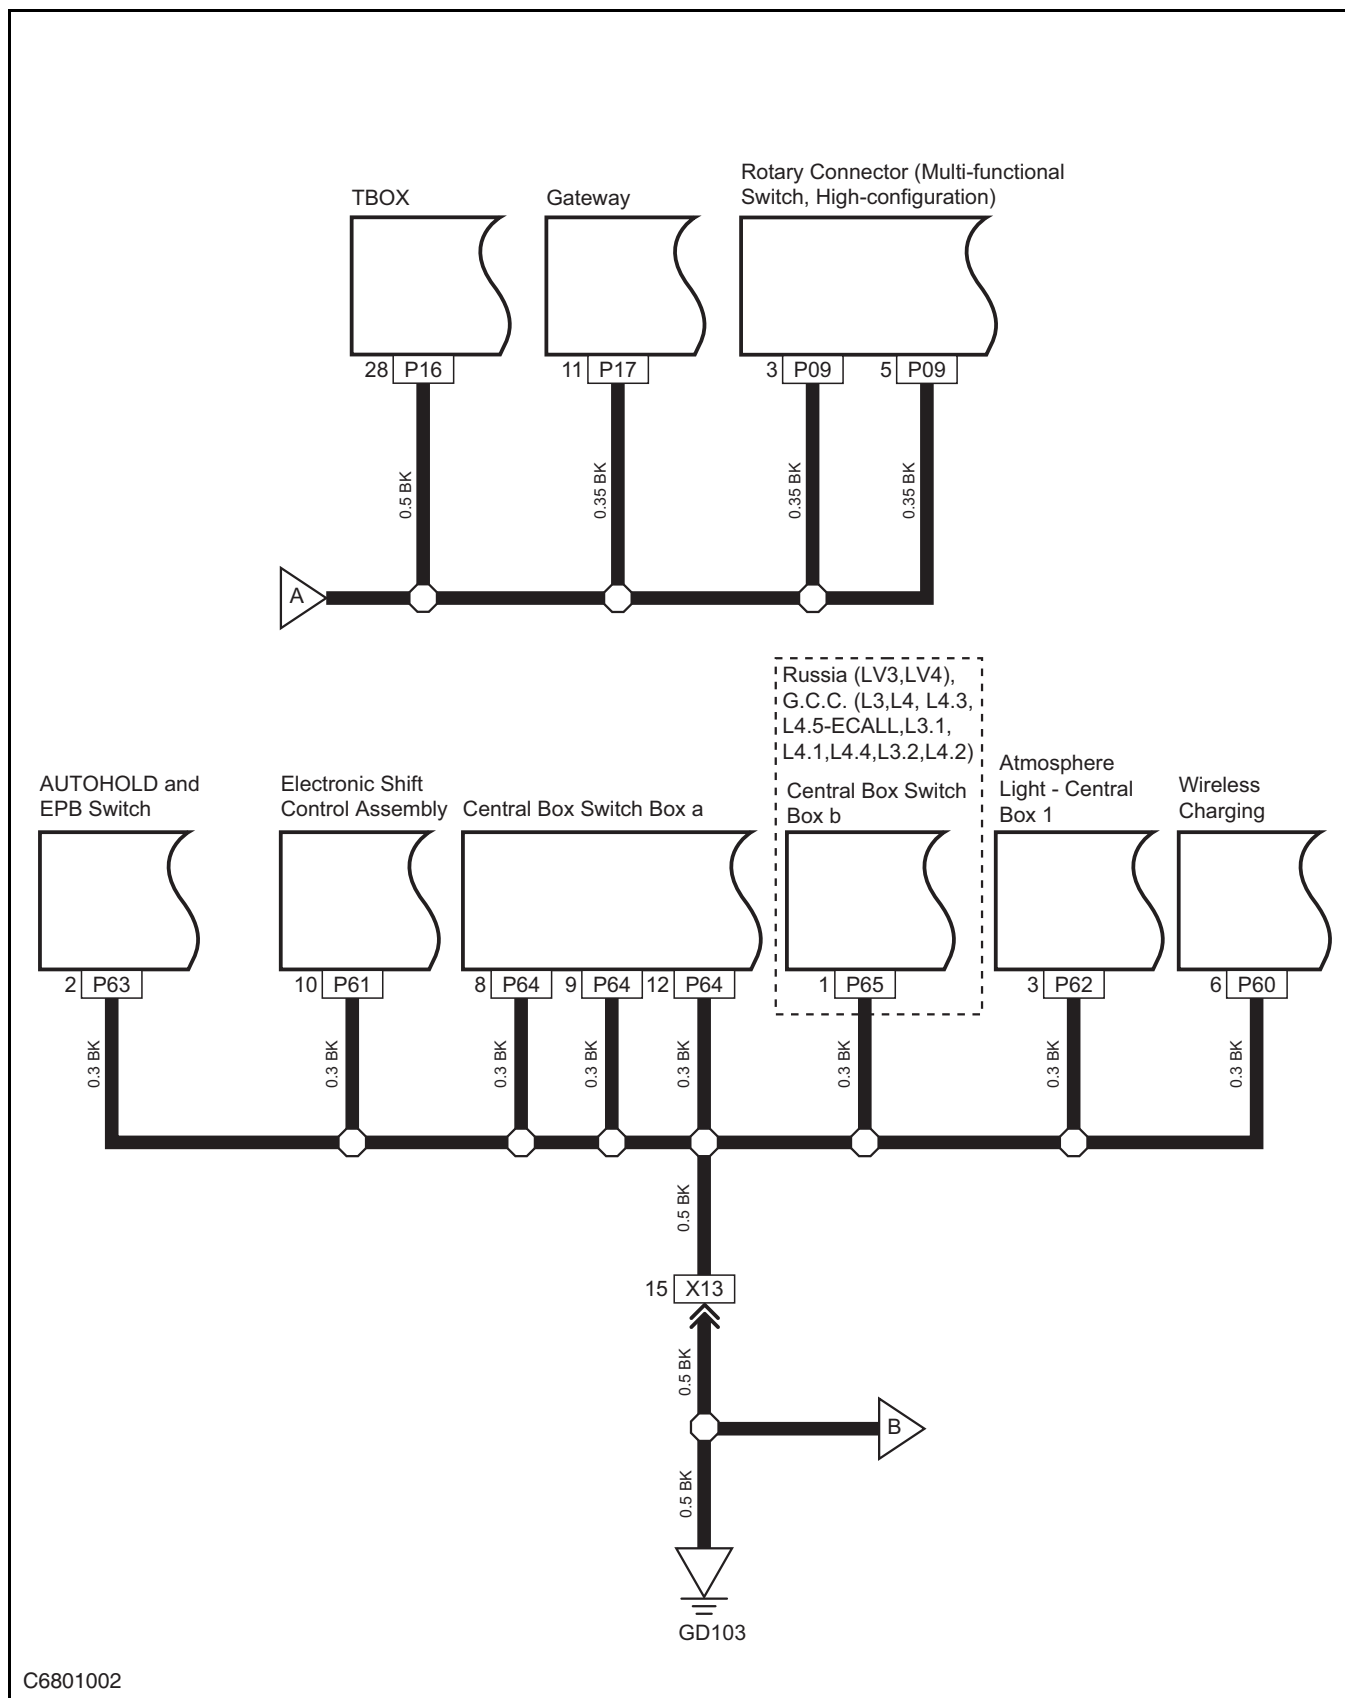 TBOX
Gateway
Rotary Connector (Multi-functional
Switch, High-configuration)
28 P16
11 P17
3 P09
5 P09
0.5 BK
0.35 BK
0.35 BK
0.35 BK
A
Russia (LV3,LV4),
G.C.C. (L3,L4, L4.3,
L4.5-ECALL,L3.1,
L4.1,L4.4,L3.2,L4.2)
AUTOHOLD and
EPB Switch
Electronic Shift
Control Assembly
Central Box Switch Box a
Central Box Switch
Box b
Atmosphere
Light - Central
Box 1
Wireless
Charging
2 P63
10 P61
8 P64
9 P64
12 P64
1 P65
3 P62
6 P60
0.3 BK
0.3 BK
0.3 BK
0.3 BK
0.3 BK
0.3 BK
0.3 BK
0.3 BK
0.5 BK
15 X13
0.5 BK
B
0.5 BK
GD103
C6801002